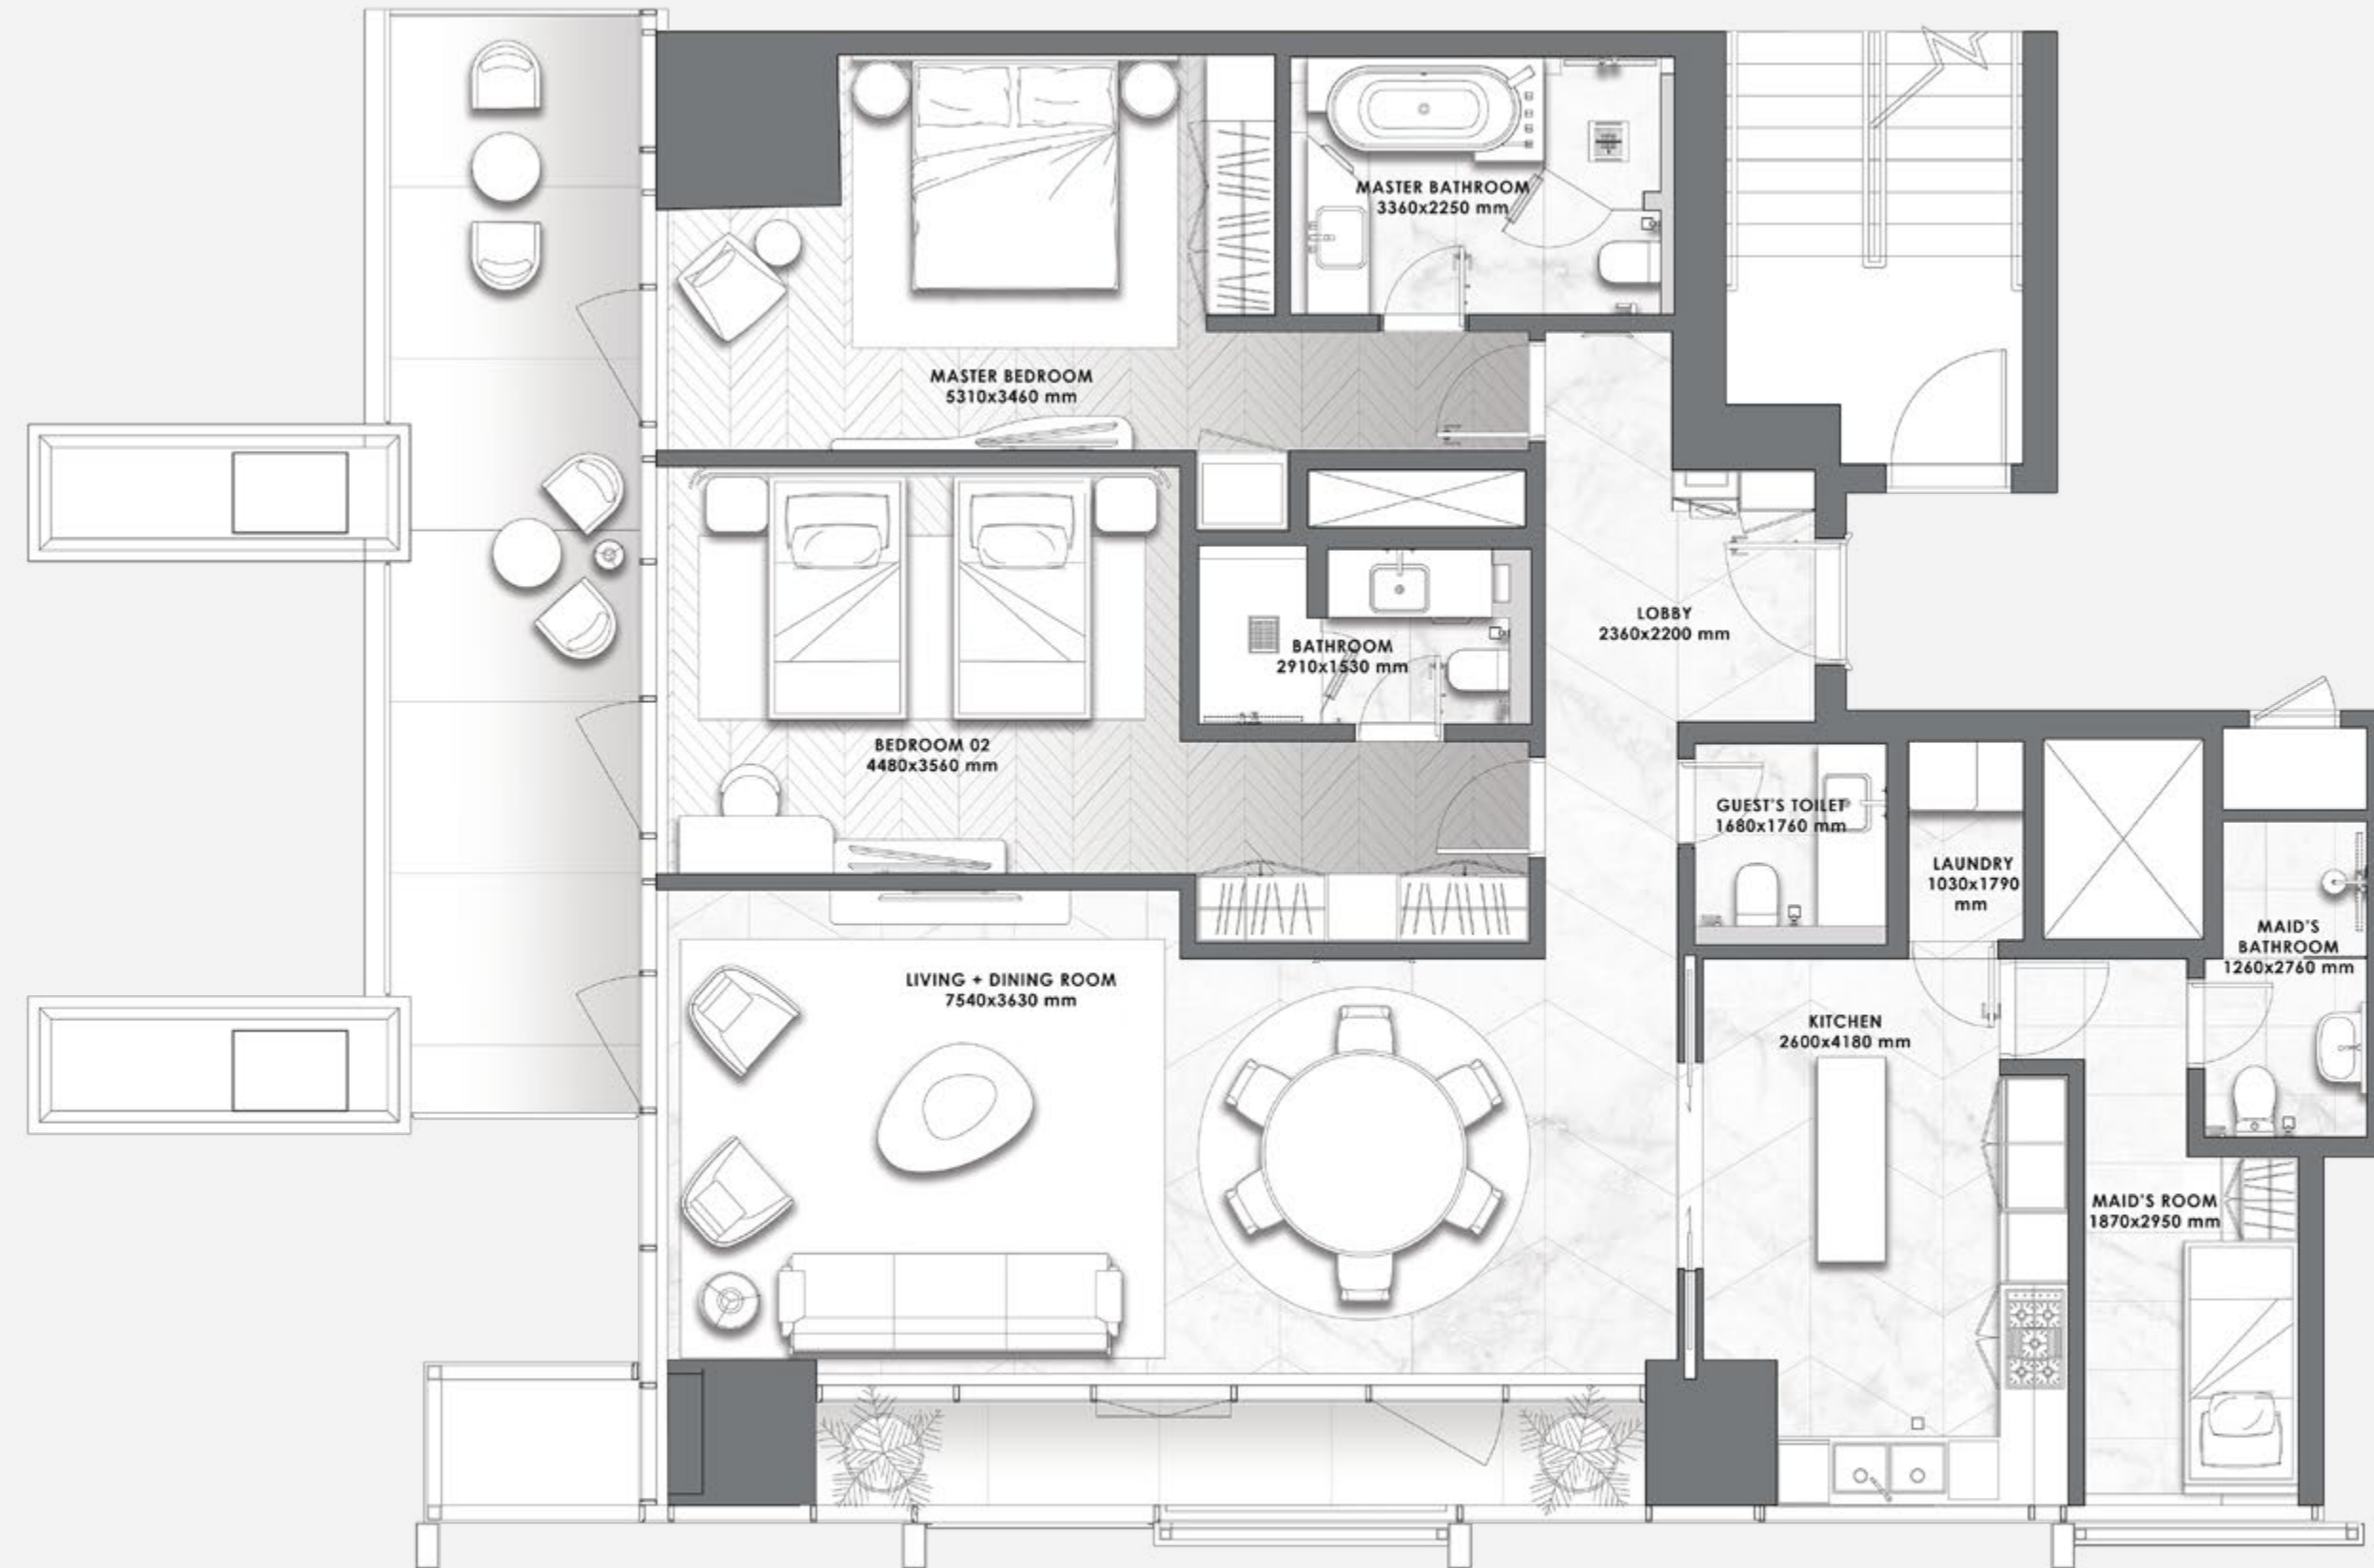 MASTER BATHROOM
3360x2250 mm
MASTER BEDROOM
5310x3460 mm
LOBBY
2360x2200 mm
BATHROOM
2910x1530 mm
BEDROOM 02
4480x3560 mm
GUEST'S TOILET
1680x1760 mm
LAUNDRY
1030x1790
mm
MAID'S
BATHROOM
1260x2760 mm
LIVING + DINING ROOM
7540x3630 mm
KITCHEN
2600x4180 mm
MAID'S ROOM
1870x2950 mm